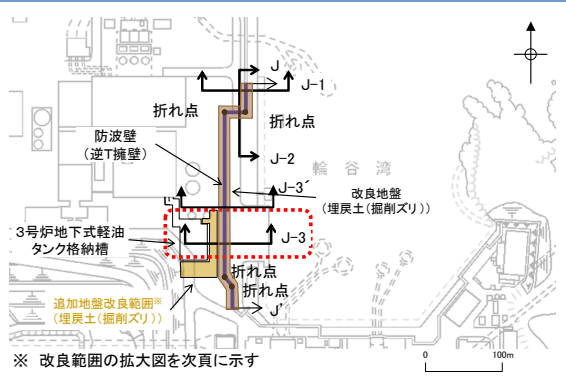 J
J-1
折れ点
折れ点
防波壁
(逆T擁壁)
J-2
輪谷湾
J-3´
改良地盤
(埋戻土(掘削ズリ))
3号炉地下式軽油
タンク格納槽
J-3
折れ点
折れ点
追加地盤改良範囲※
(埋戻土(掘削ズリ))
J´
※ 改良範囲の拡大図を次頁に示す
0 100m